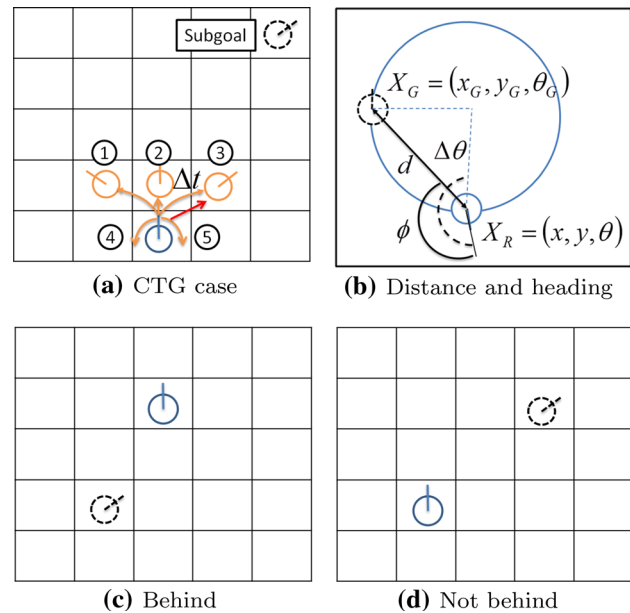 Subgoal
1
2
3
Δt
4
5
(a) CTG case
X_G = (x_G, y_G, θ_G)
Δθ
d
φ
X_R = (x, y, θ)
(b) Distance and heading
(c) Behind
(d) Not behind